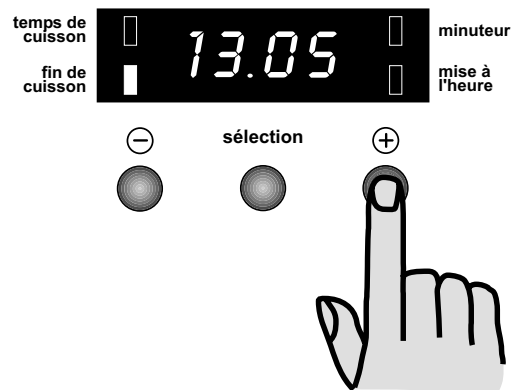 temps de
cuisson
fin de
cuisson
13.05
minuteur
mise à
l'heure
−
sélection
+